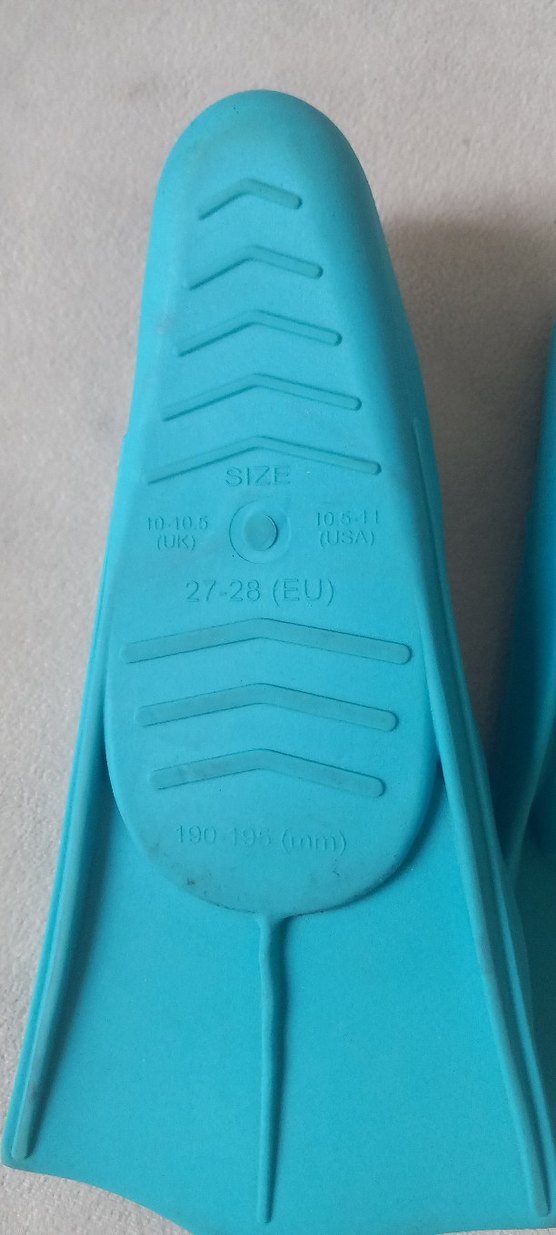 SIZE
10-10.5 10.5-11
(UK) (USA)
27-28 (EU)
190-195 (mm)